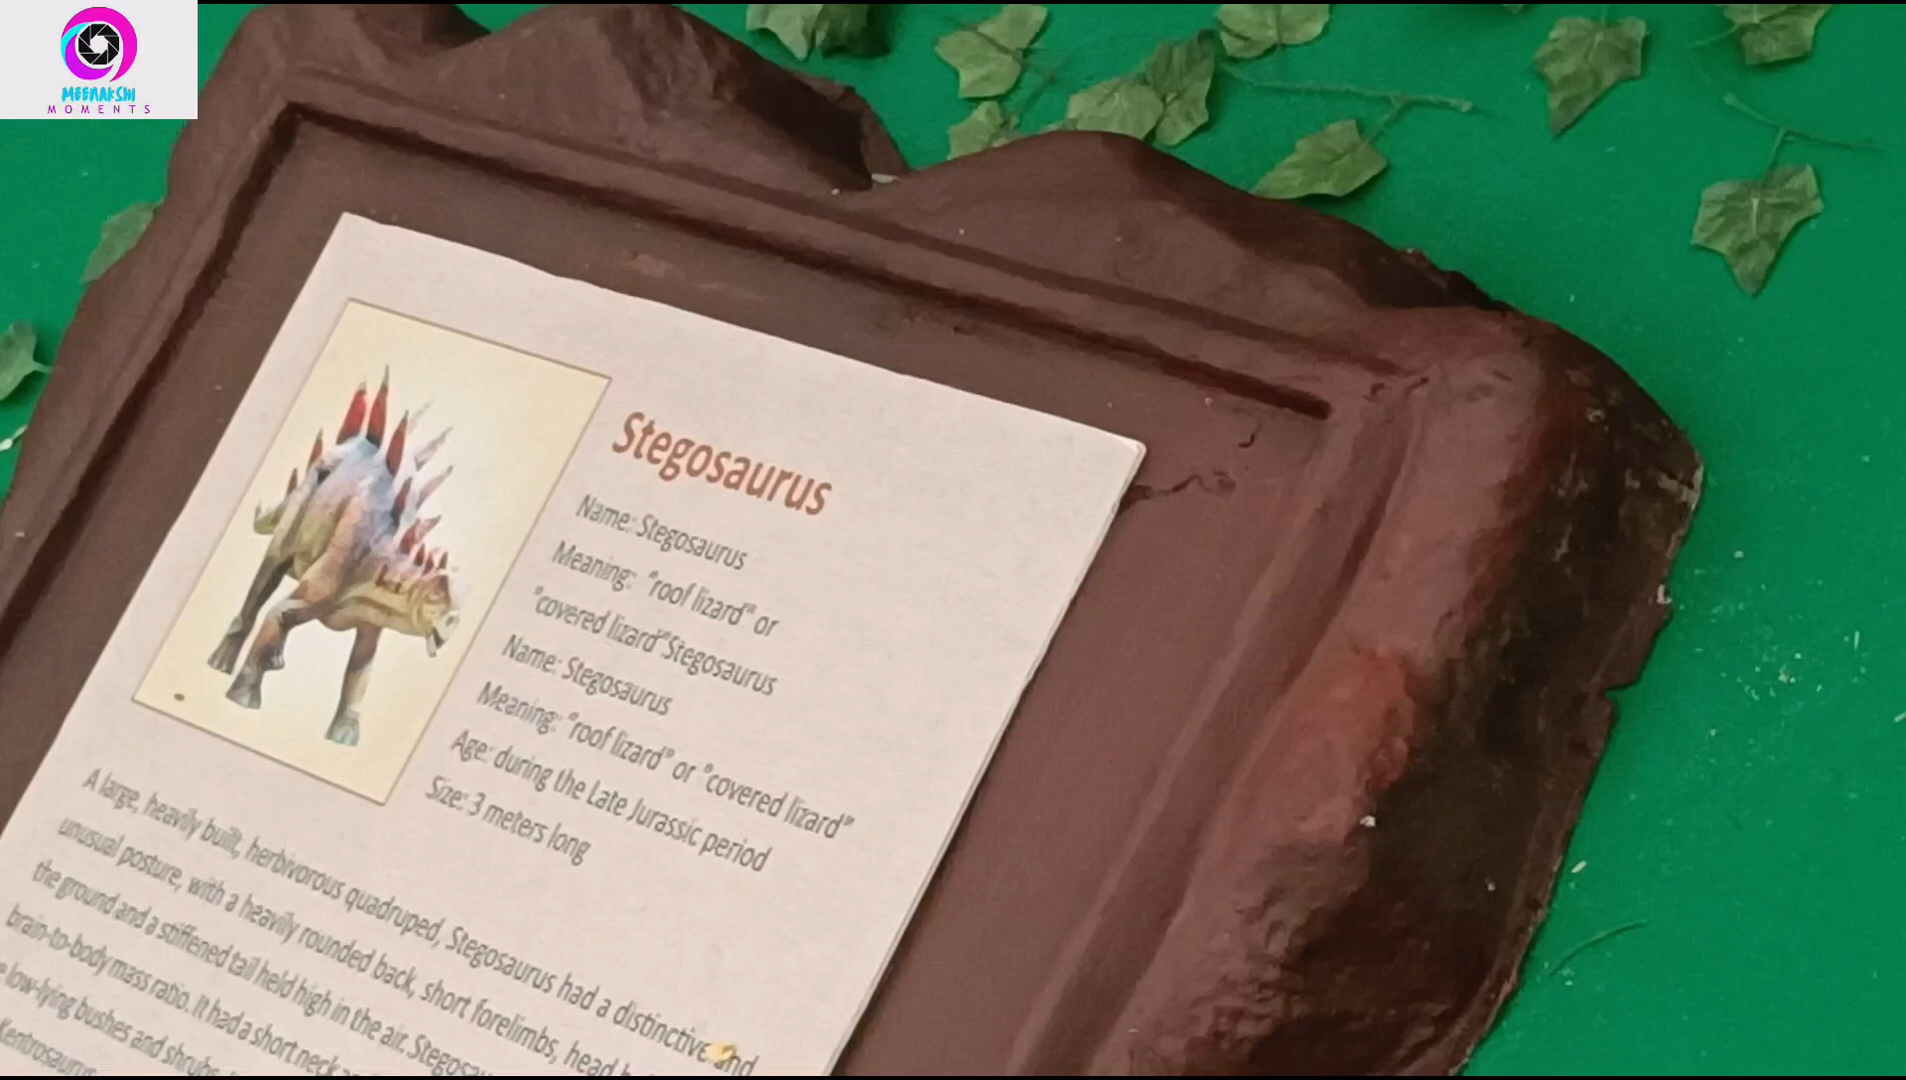 MEENAKSHI
MOMENTS
Stegosaurus
Name: Stegosaurus
Meaning: "roof lizard" or
"covered lizard"Stegosaurus
Name: Stegosaurus
Meaning: "roof lizard" or "covered lizard"
Age: during the Late Jurassic period
Size: 3 meters long
A large, heavily built, herbivorous quadruped, Stegosaurus had a distinctive and
unusual posture, with a heavily rounded back, short forelimbs, head
the ground and a stiffened tail held high in the air.
brain-to-body mass ratio. It had a short neck
low-lying bushes and shrubs
Kentrosaurus